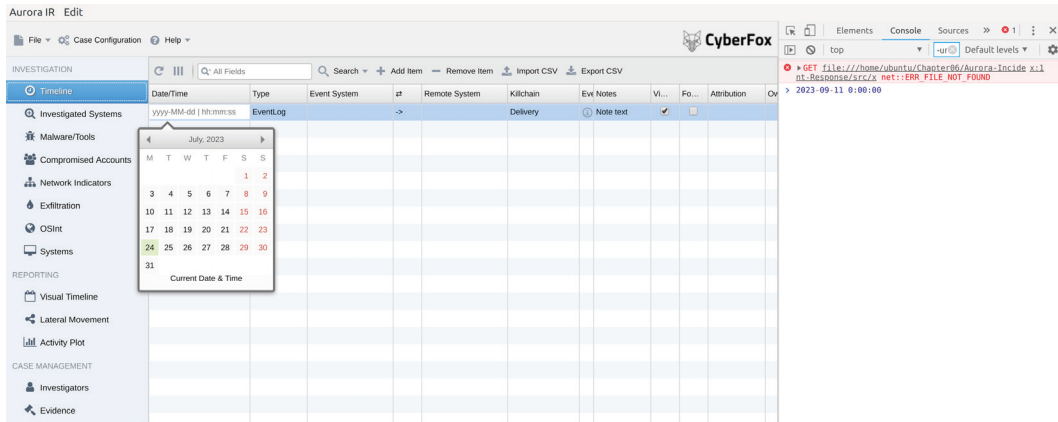 Aurora IR Edit
File Case Configuration Help
CyberFox
INVESTIGATION
Timeline
Investigated Systems
Malware/Tools
Compromised Accounts
Network Indicators
Exfiltration
OSInt
Systems
REPORTING
Visual Timeline
Lateral Movement
Activity Plot
CASE MANAGEMENT
Investigators
Evidence
All Fields Search Add Item Remove Item Import CSV Export CSV
Date/Time Type Event System ⇄ Remote System Killchain Eve Notes Vi... Fo... Attribution Ow
yyyy-MM-dd | hh:mm:ss EventLog -> Delivery Note text
July, 2023
M T W T F S S
1 2
3 4 5 6 7 8 9
10 11 12 13 14 15 16
17 18 19 20 21 22 23
24 25 26 27 28 29 30
31
Current Date & Time
Elements Console Sources » 1
top -ur Default levels ▼
GET file:///home/ubuntu/Chapter06/Aurora-Incide x:1
nt-Response/src/x net::ERR_FILE_NOT_FOUND
> 2023-09-11 0:00:00